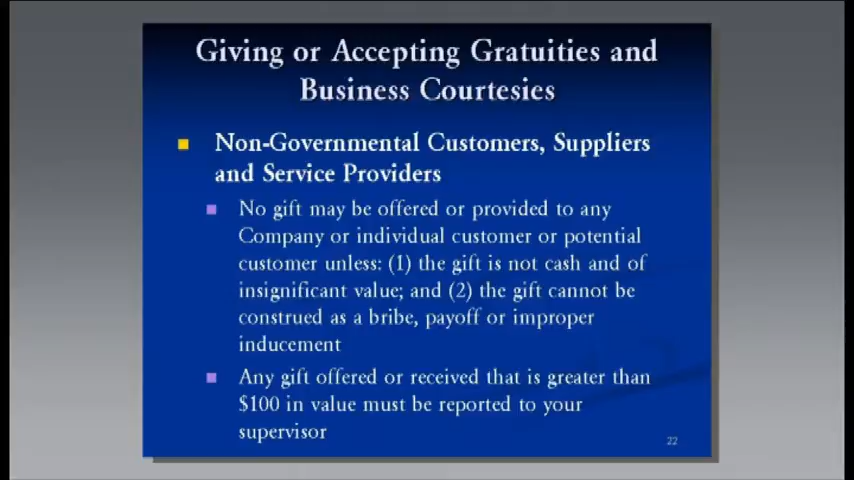 Giving or Accepting Gratuities and
Business Courtesies
Non-Governmental Customers, Suppliers
and Service Providers
No gift may be offered or provided to any
Company or individual customer or potential
customer unless: (1) the gift is not cash and of
insignificant value; and (2) the gift cannot be
construed as a bribe, payoff or improper
inducement
Any gift offered or received that is greater than
$100 in value must be reported to your
supervisor
22